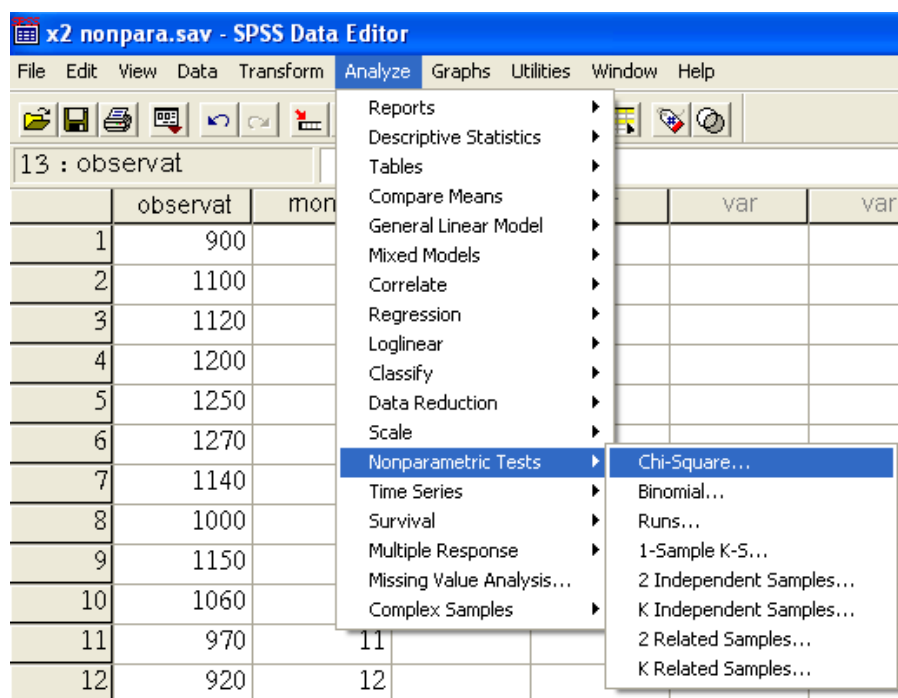 x2 nonpara.sav - SPSS Data Editor
File Edit View Data Transform Analyze Graphs Utilities Window Help
13 : observat
observat mon var var
1 900
2 1100
3 1120
4 1200
5 1250
6 1270
7 1140
8 1000
9 1150
10 1060
11 970 11
12 920 12
Reports
Descriptive Statistics
Tables
Compare Means
General Linear Model
Mixed Models
Correlate
Regression
Loglinear
Classify
Data Reduction
Scale
Nonparametric Tests
Time Series
Survival
Multiple Response
Missing Value Analysis...
Complex Samples
Chi-Square...
Binomial...
Runs...
1-Sample K-S...
2 Independent Samples...
K Independent Samples...
2 Related Samples...
K Related Samples...